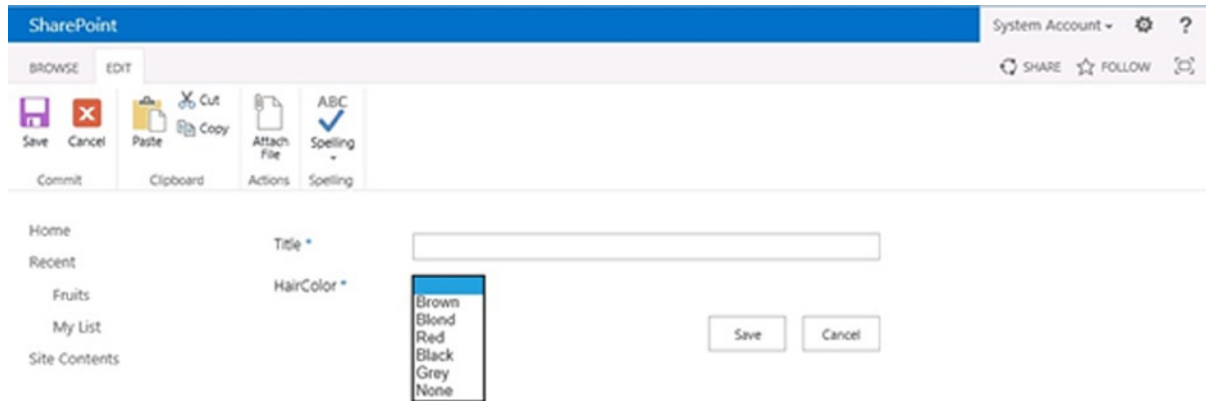 SharePoint
System Account
?
BROWSE EDIT
SHARE FOLLOW
Save Cancel Paste Cut Copy Attach File ABC Spelling
Commit Clipboard Actions Spelling
Home
Recent
Fruits
My List
Site Contents
Title *
HairColor *
Brown
Blond
Red
Black
Grey
None
Save Cancel